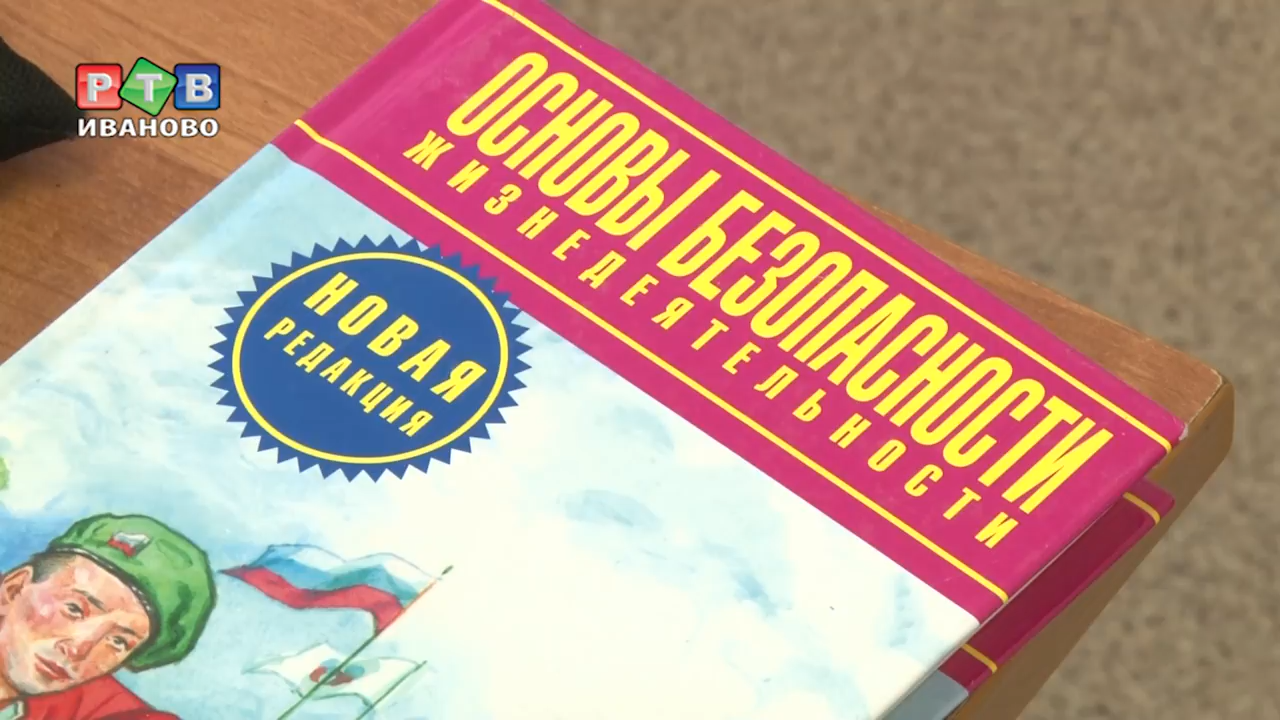 РТВ
ИВАНОВО
ОСНОВЫ БЕЗОПАСНОСТИ
ЖИЗНЕДЕЯТЕЛЬНОСТИ
НОВАЯ
РЕДАКЦИЯ